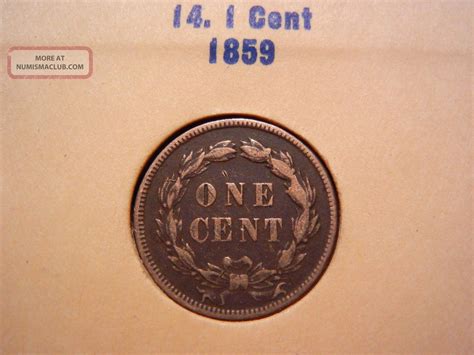 14. 1 Cent
1859
MORE AT
NUMISMACLUB.COM
ONE
CENT